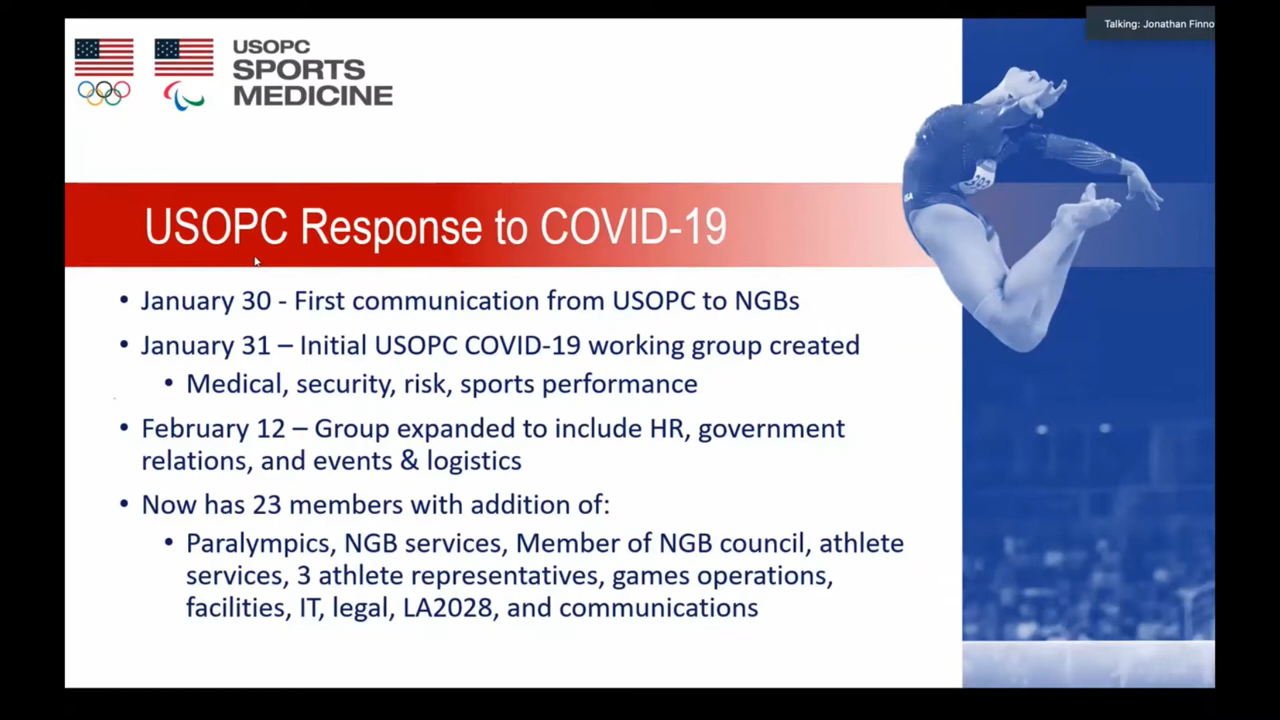 Talking: Jonathan Finno
USOPC
SPORTS
MEDICINE
USOPC Response to COVID-19
• January 30 - First communication from USOPC to NGBs
• January 31 – Initial USOPC COVID-19 working group created
• Medical, security, risk, sports performance
• February 12 – Group expanded to include HR, government
relations, and events & logistics
• Now has 23 members with addition of:
• Paralympics, NGB services, Member of NGB council, athlete
services, 3 athlete representatives, games operations,
facilities, IT, legal, LA2028, and communications